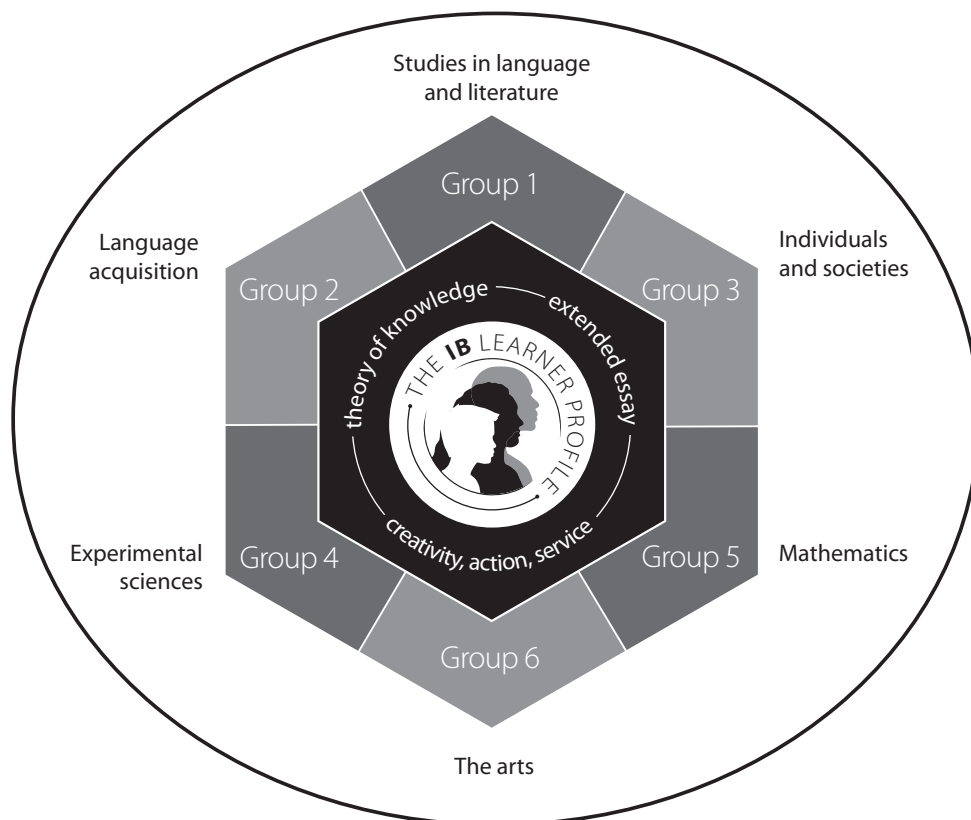 Studies in language
and literature
Group 1
Language
acquisition
Group 2
Individuals
and societies
Group 3
theory of knowledge
extended essay
THE IB LEARNER PROFILE
creativity, action, service
Experimental
sciences
Group 4
Group 5
Mathematics
Group 6
The arts